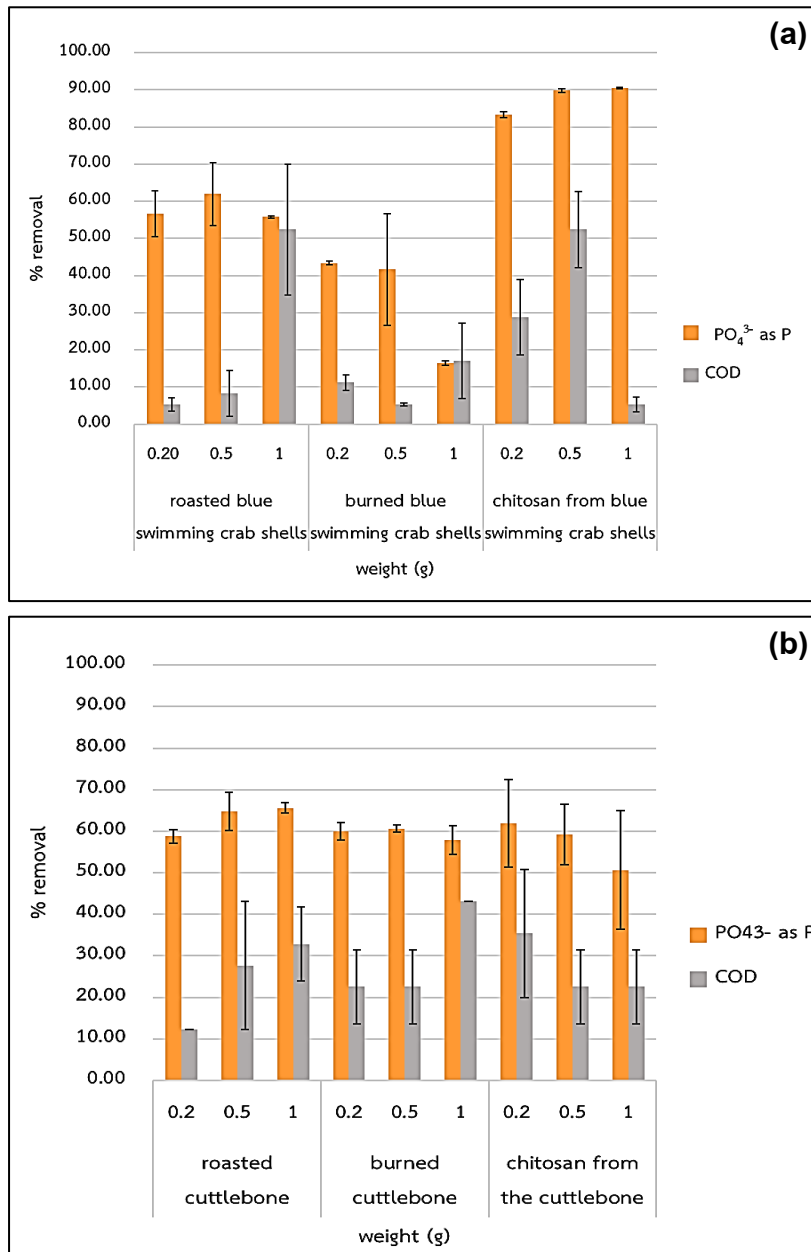 (a)
100.00
90.00
80.00
70.00
60.00
50.00
40.00
30.00
20.00
10.00
0.00
% removal
0.20 0.5 1 0.2 0.5 1 0.2 0.5 1
roasted blue burned blue chitosan from blue
swimming crab shells swimming crab shells swimming crab shells
weight (g)
PO₄³⁻ as P
COD
(b)
100.00
90.00
80.00
70.00
60.00
50.00
40.00
30.00
20.00
10.00
0.00
% removal
0.2 0.5 1 0.2 0.5 1 0.2 0.5 1
roasted burned chitosan from
cuttlebone cuttlebone the cuttlebone
weight (g)
PO43- as P
COD